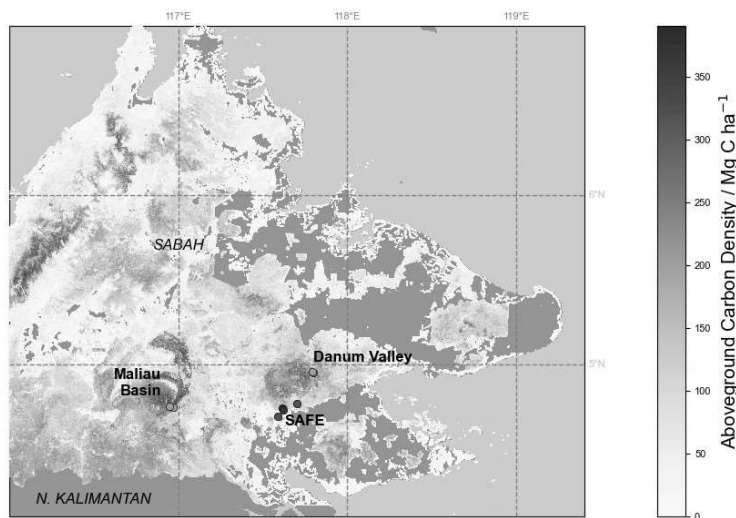 117°E 118°E 119°E
6°N
SABAH
Danum Valley
5°N
Maliau
Basin
SAFE
N. KALIMANTAN
350
300
250
200
150
100
50
0
Aboveground Carbon Density / Mg C ha⁻¹